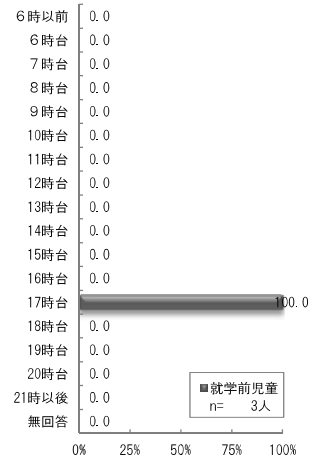 ６時以前 0.0
６時台 0.0
７時台 0.0
８時台 0.0
９時台 0.0
10時台 0.0
11時台 0.0
12時台 0.0
13時台 0.0
14時台 0.0
15時台 0.0
16時台 0.0
17時台 100.0
18時台 0.0
19時台 0.0
20時台 0.0
21時以後 0.0
無回答 0.0
就学前児童
n= 3人
0% 25% 50% 75% 100%